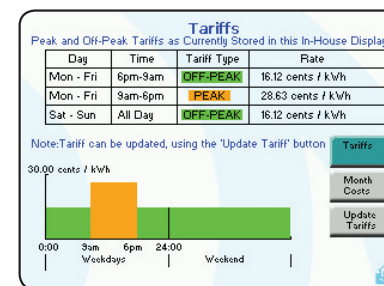 Tariffs
Peak and Off-Peak Tariffs as Currently Stored in this In-House Display
Day Time Tariff Type Rate
Mon - Fri 6pm-9am OFF-PEAK 16.12 cents / kWh
Mon - Fri 9am-6pm PEAK 28.63 cents / kWh
Sat - Sun All Day OFF-PEAK 16.12 cents / kWh
Note:Tariff can be updated, using the 'Update Tariff' button
Tariffs
Month
Costs
Update
Tariffs
30.00 cents / kWh
0:00 9am 6pm 24:00
Weekdays Weekend